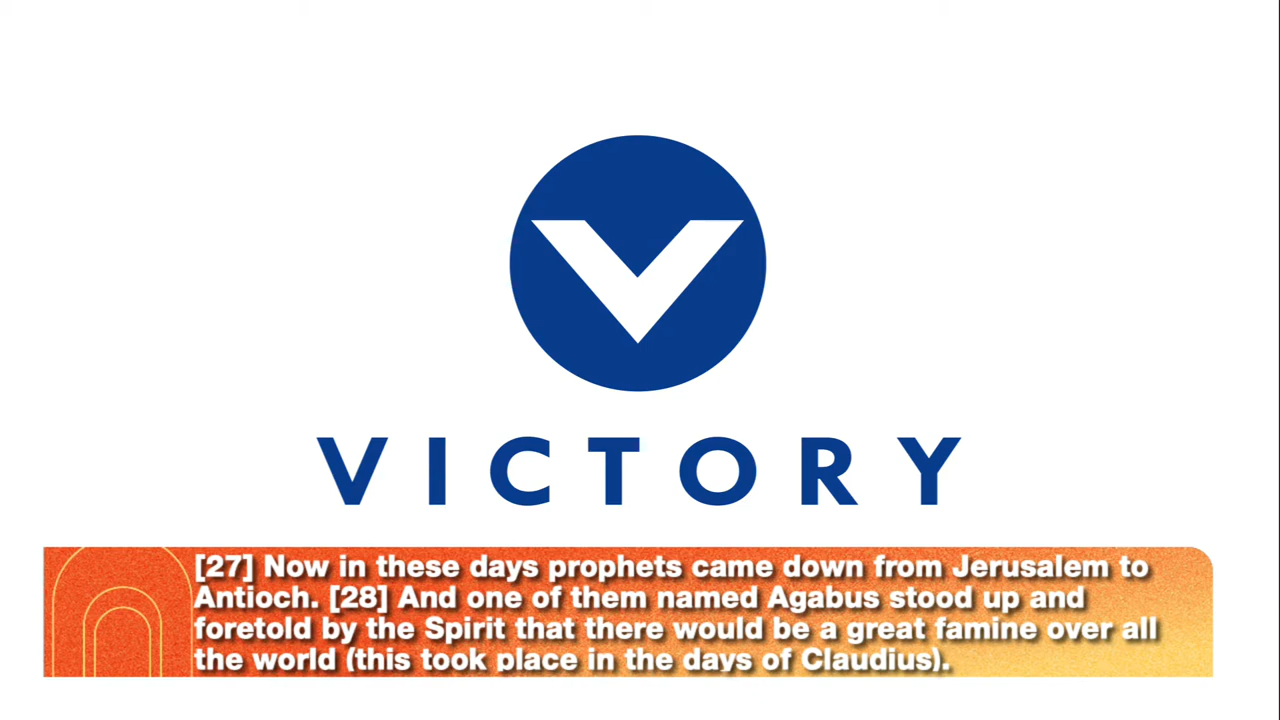 V
VICTORY
[27] Now in these days prophets came down from Jerusalem to
Antioch. [28] And one of them named Agabus stood up and
foretold by the Spirit that there would be a great famine over all
the world (this took place in the days of Claudius).